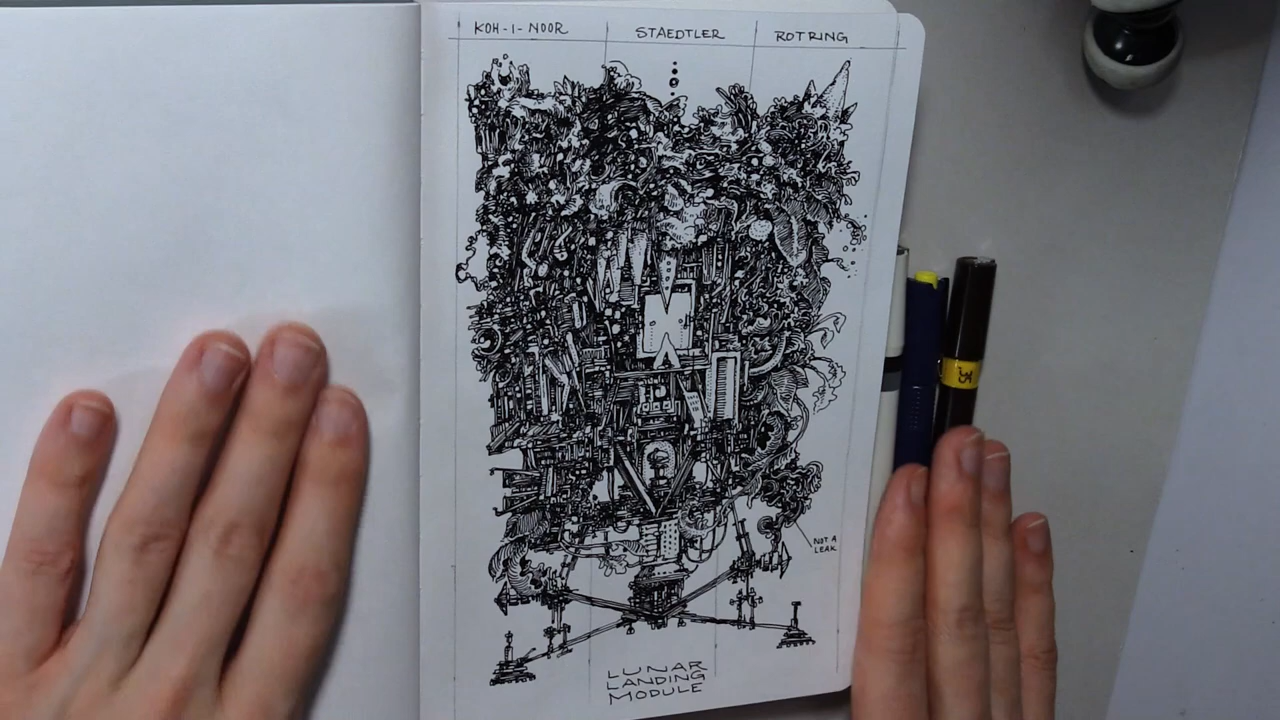 KOH-I-NOOR
STAEDTLER
ROTRING
NOT A
LEAK
LUNAR
LANDING
MODULE